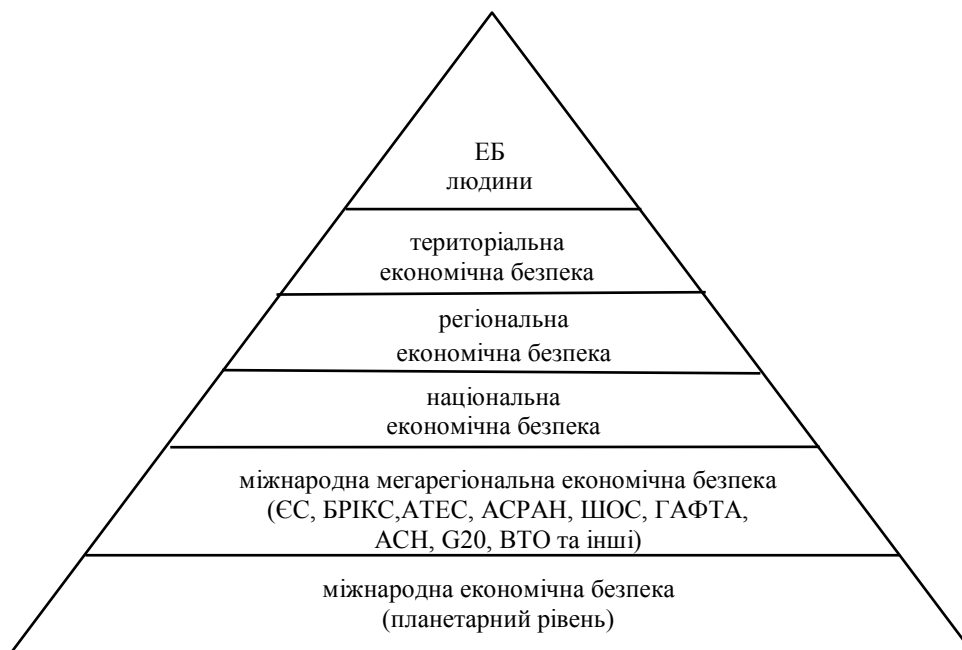 ЕБ
людини
територіальна
економічна безпека
регіональна
економічна безпека
національна
економічна безпека
міжнародна мегарегіональна економічна безпека
(ЄС, БРІКС,АТЕС, АСРАН, ШОС, ГАФТА,
АСН, G20, ВТО та інші)
міжнародна економічна безпека
(планетарний рівень)